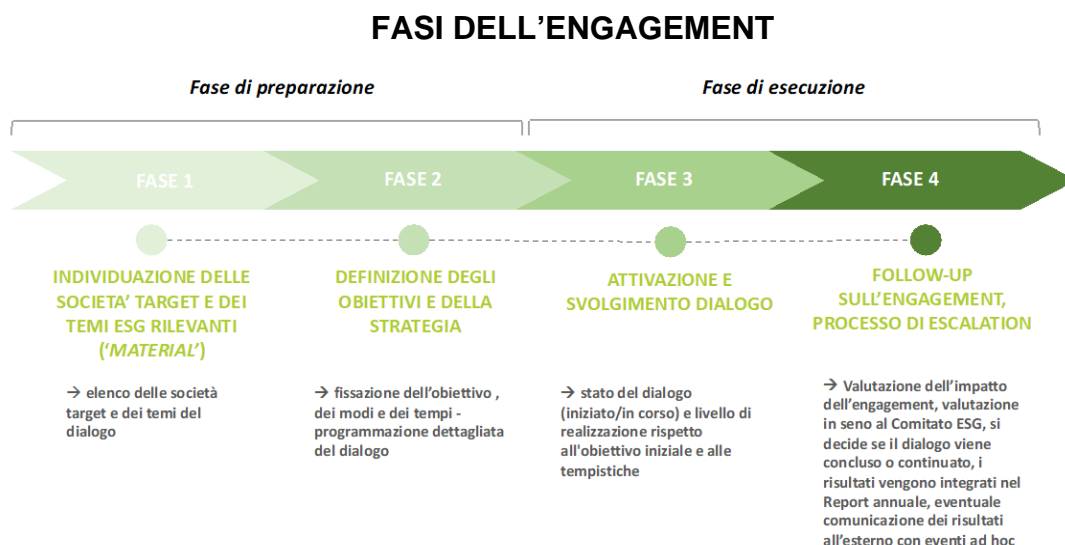 FASI DELL’ENGAGEMENT
Fase di preparazione
Fase di esecuzione
FASE 1
FASE 2
FASE 3
FASE 4
INDIVIDUAZIONE DELLE
SOCIETA’ TARGET E DEI
TEMI ESG RILEVANTI
(‘MATERIAL’)
→ elenco delle società
target e dei temi del
dialogo
DEFINIZIONE DEGLI
OBIETTIVI E DELLA
STRATEGIA
→ fissazione dell’obiettivo ,
dei modi e dei tempi -
programmazione dettagliata
del dialogo
ATTIVAZIONE E
SVOLGIMENTO DIALOGO
→ stato del dialogo
(iniziato/in corso) e livello di
realizzazione rispetto
all'obiettivo iniziale e alle
tempistiche
FOLLOW-UP
SULL’ENGAGEMENT,
PROCESSO DI ESCALATION
→ Valutazione dell’impatto
dell’engagement, valutazione
in seno al Comitato ESG, si
decide se il dialogo viene
concluso o continuato, i
risultati vengono integrati nel
Report annuale, eventuale
comunicazione dei risultati
all’esterno con eventi ad hoc